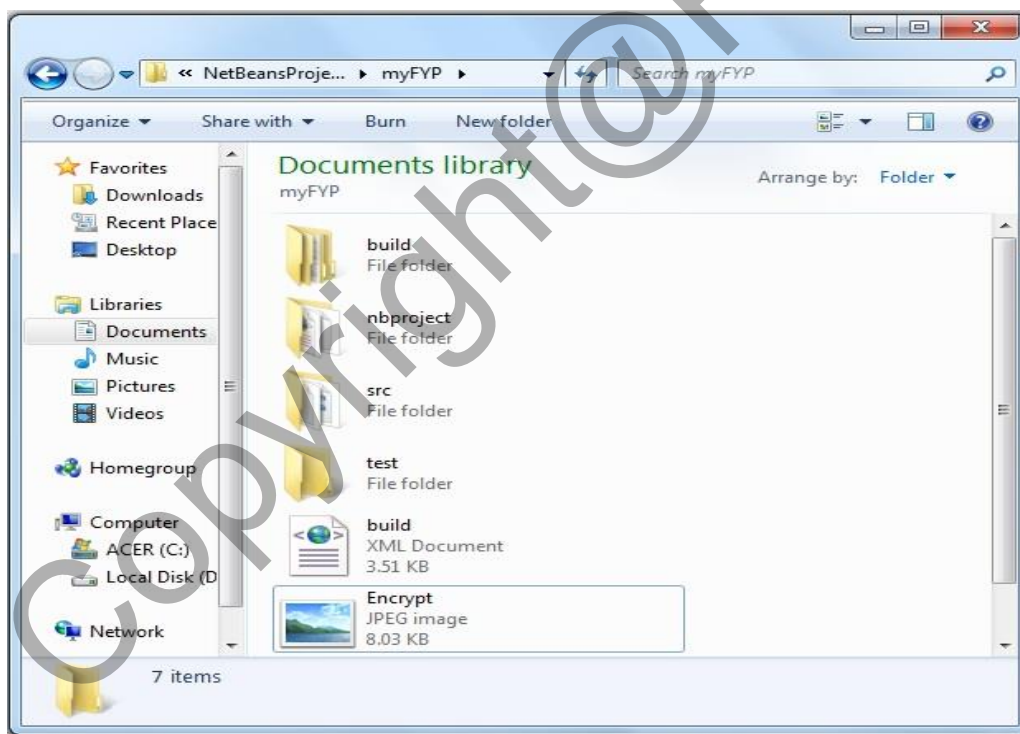 « NetBeansProje... ▸ myFYP ▸
Search myFYP
Organize
Share with
Burn
New folder
Favorites
Downloads
Recent Place
Desktop
Libraries
Documents
Music
Pictures
Videos
Homegroup
Computer
ACER (C:)
Local Disk (D
Network
Documents library
myFYP
Arrange by: Folder
build
File folder
nbproject
File folder
src
File folder
test
File folder
build
XML Document
3.51 KB
Encrypt
JPEG image
8.03 KB
7 items
Copyright@